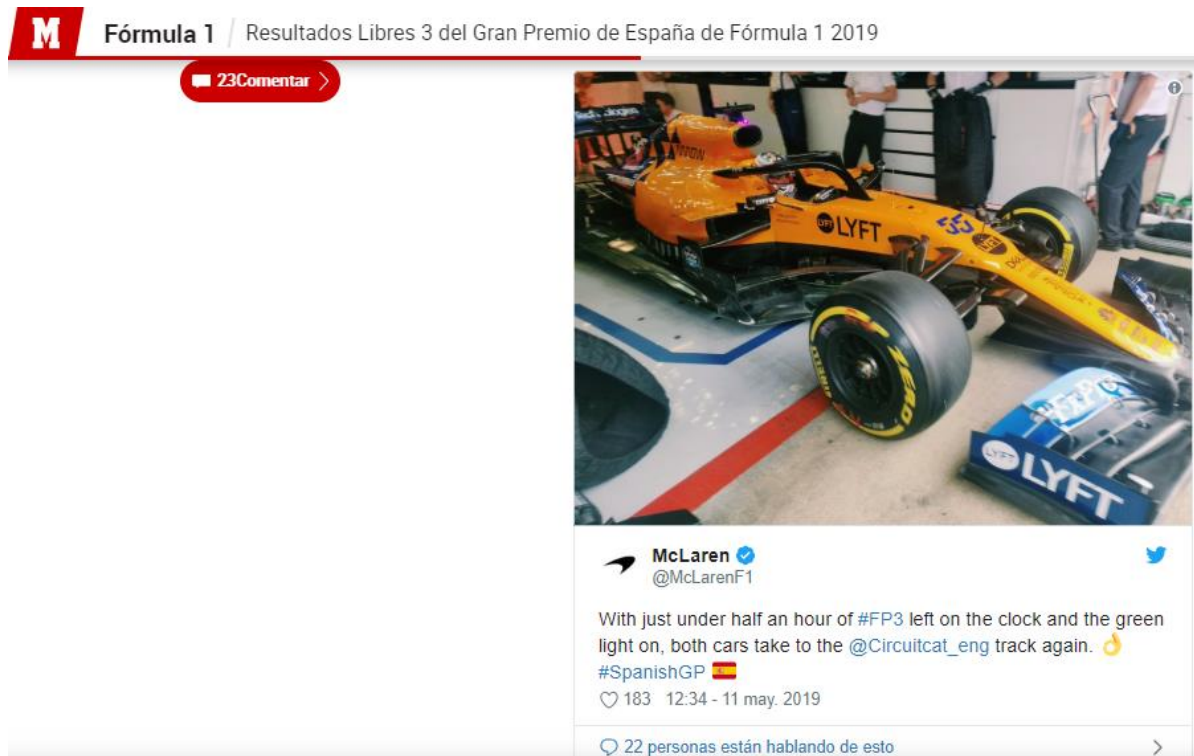 M
Fórmula 1
Resultados Libres 3 del Gran Premio de España de Fórmula 1 2019
23Comentar
LYFT
55
ZERO
LYFT
McLaren
@McLarenF1
With just under half an hour of #FP3 left on the clock and the green
light on, both cars take to the @Circuitcat_eng track again. 👌
#SpanishGP 🇪🇸
183 12:34 - 11 may. 2019
22 personas están hablando de esto